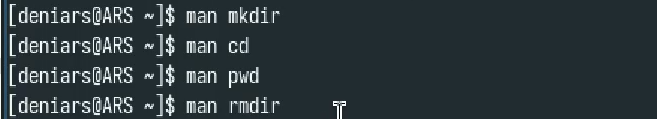 [deniars@ARS ~]$ man mkdir
[deniars@ARS ~]$ man cd
[deniars@ARS ~]$ man pwd
[deniars@ARS ~]$ man rmdir